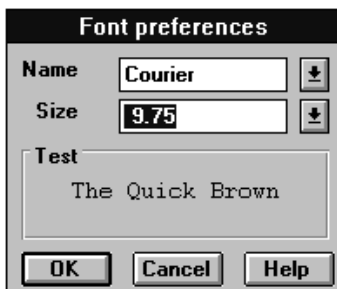 Font preferences
Name Courier
Size 9.75
Test
The Quick Brown
OK Cancel Help